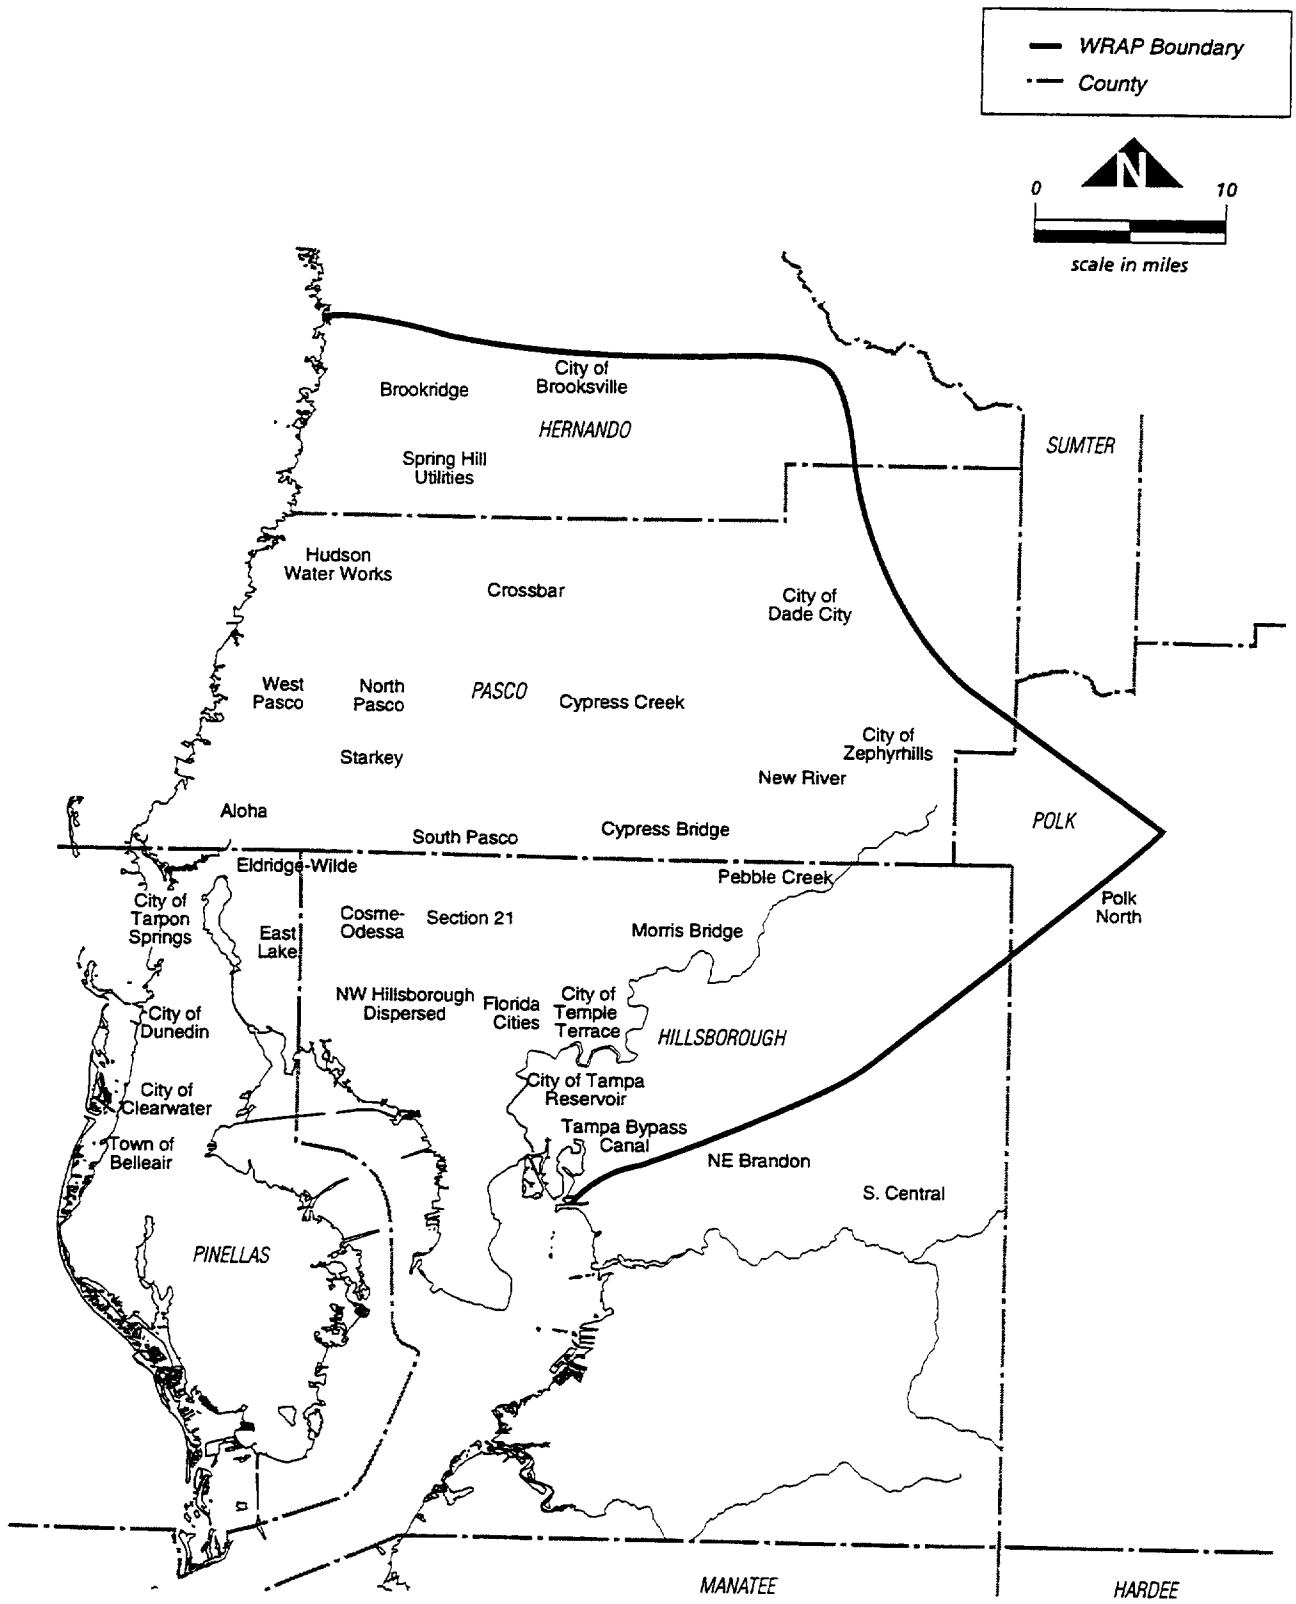 WRAP Boundary
County
N
0 10
scale in miles
City of
Brooksville
Brookridge
HERNANDO
SUMTER
Spring Hill
Utilities
Hudson
Water Works
Crossbar
City of
Dade City
West
Pasco
North
Pasco
PASCO
Cypress Creek
City of
Zephyrhills
Starkey
New River
Aloha
South Pasco
Cypress Bridge
POLK
Eldridge-Wilde
Pebble Creek
City of
Tarpon
Springs
Cosme-
Odessa
Section 21
East
Lake
Morris Bridge
Polk
North
NW Hillsborough
Dispersed
Florida
Cities
City of
Temple
Terrace
HILLSBOROUGH
City of
Dunedin
City of
Clearwater
City of Tampa
Reservoir
Town of
Belleair
Tampa Bypass
Canal
NE Brandon
S. Central
PINELLAS
MANATEE
HARDEE